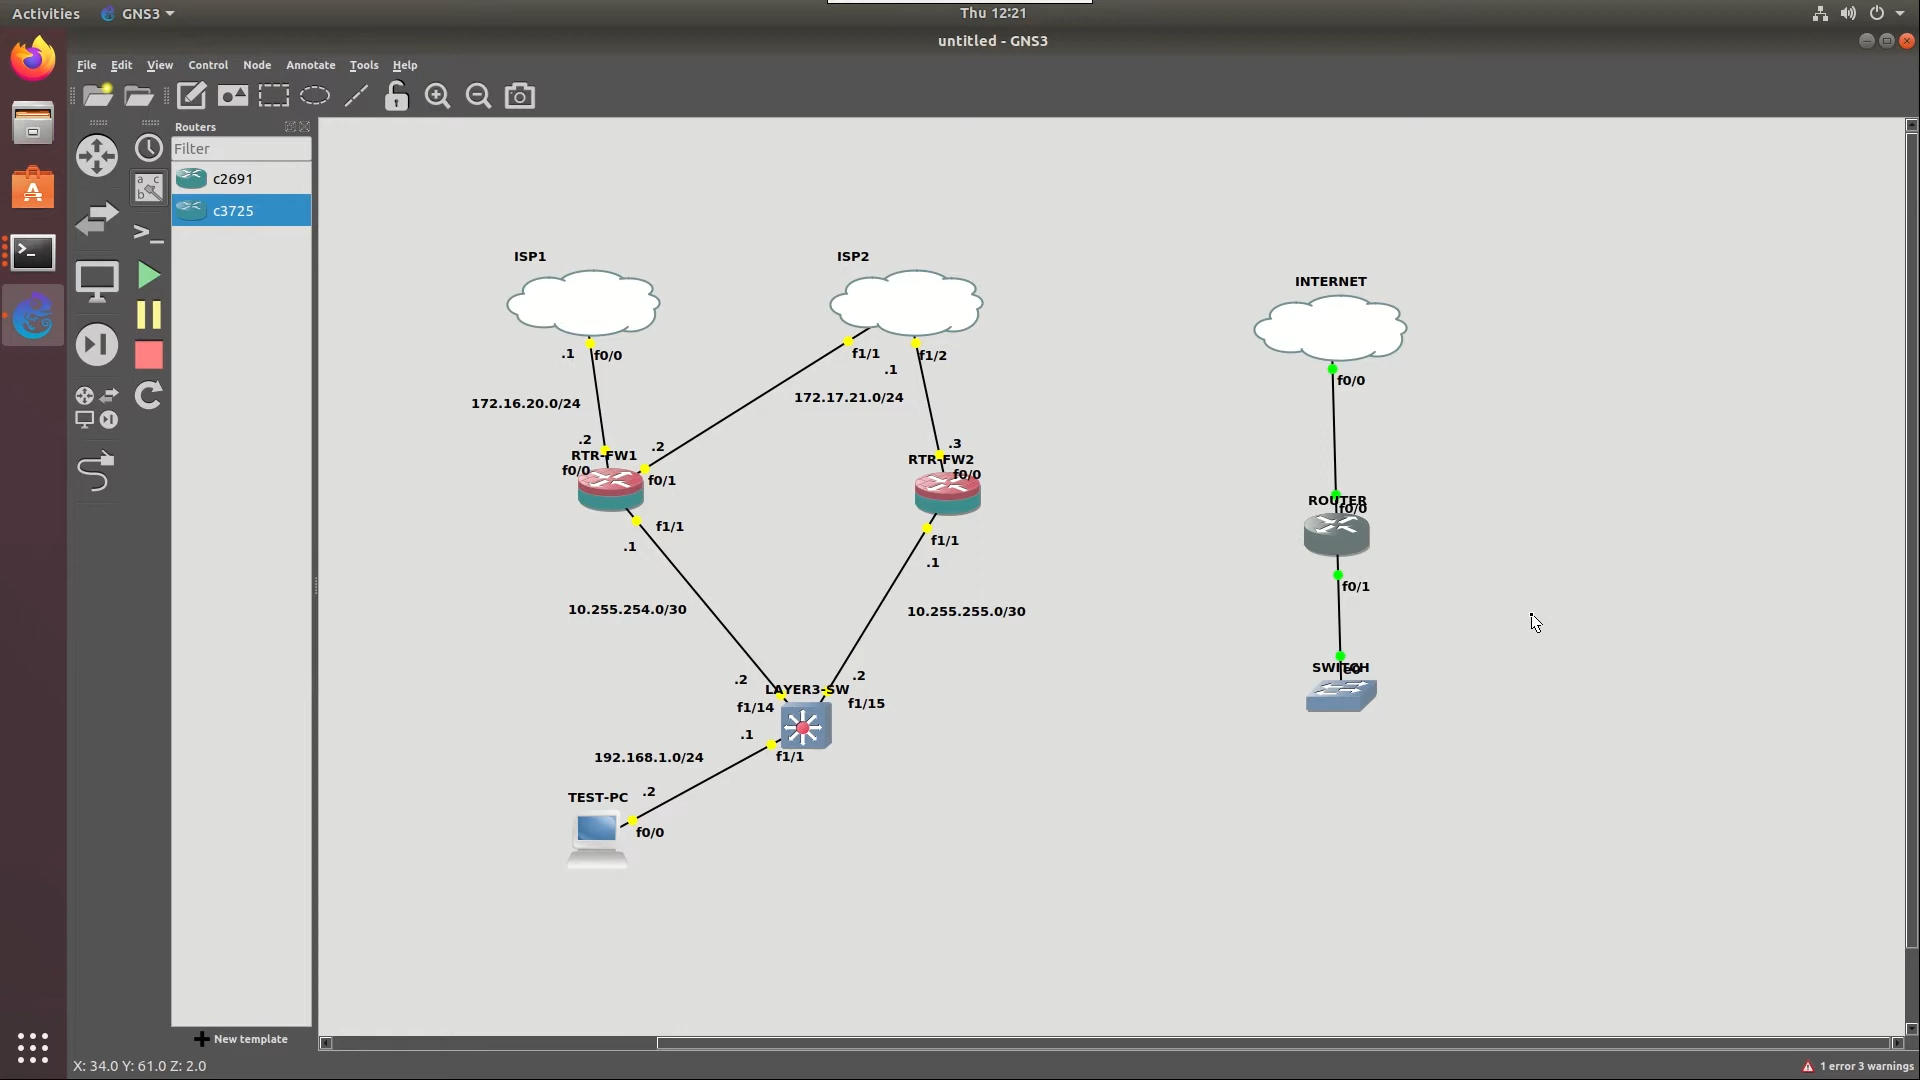 Activities GNS3 Thu 12:21
untitled - GNS3
File Edit View Control Node Annotate Tools Help
Routers
Filter
c2691
c3725
New template
ISP1
ISP2
INTERNET
.1 f0/0
f1/1
f1/2
.1
f0/0
172.16.20.0/24
172.17.21.0/24
.2
.2
.3
RTR-FW1
RTR-FW2
f0/0
f0/1
f0/0
ROUTER
f0/0
f1/1
.1
f1/1
.1
f0/1
10.255.254.0/30
10.255.255.0/30
SWITCH
e0
.2
.2
LAYER3-SW
f1/14
f1/15
.1
f1/1
192.168.1.0/24
.2
TEST-PC
f0/0
X: 34.0 Y: 61.0 Z: 2.0
1 error 3 warnings